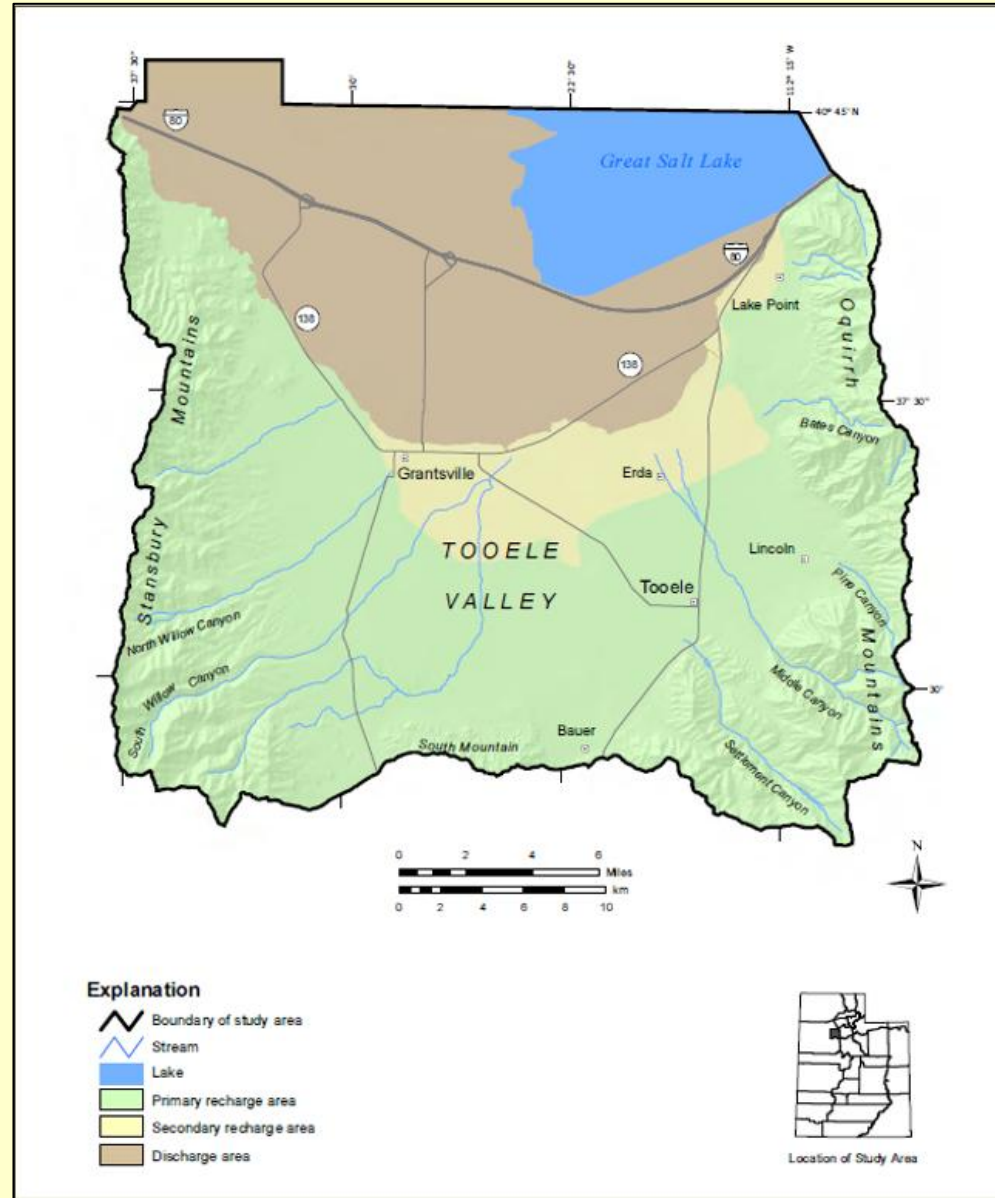 37' 30"
30'
22' 30"
112° 15' W
40° 45' N
80
Great Salt Lake
80
Lake Point
138
138
Oquirrh
Mountains
37' 30"
Bates Canyon
Grantsville
Erda
TOOELE
VALLEY
Lincoln
Tooele
Pine Canyon
Stansbury
Mountains
North Willow Canyon
South Willow Canyon
Middle Canyon
30'
Bauer
South Mountain
Settlement Canyon
0 2 4 6
Miles
km
0 2 4 6 8 10
N
Explanation
Boundary of study area
Stream
Lake
Primary recharge area
Secondary recharge area
Discharge area
Location of Study Area